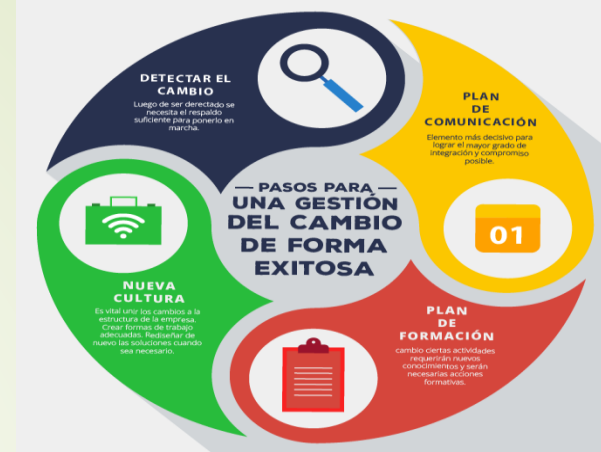 DETECTAR EL
CAMBIO
Luego de ser derectado se
necesita el respaldo
suficiente para ponerlo en
marcha.
PLAN
DE
COMUNICACIÓN
Elemento más decisivo para
lograr el mayor grado de
integración y compromiso
posible.
01
— PASOS PARA —
UNA GESTIÓN
DEL CAMBIO
DE FORMA
EXITOSA
NUEVA
CULTURA
Es vital unir los cambios a la
estructura de la empresa.
Crear formas de trabajo
adecuadas. Rediseñar de
nuevo las soluciones cuando
sea necesario.
PLAN
DE
FORMACIÓN
cambio ciertas actividades
requerirán nuevos
conocimientos y serán
necesarias acciones
formativas.